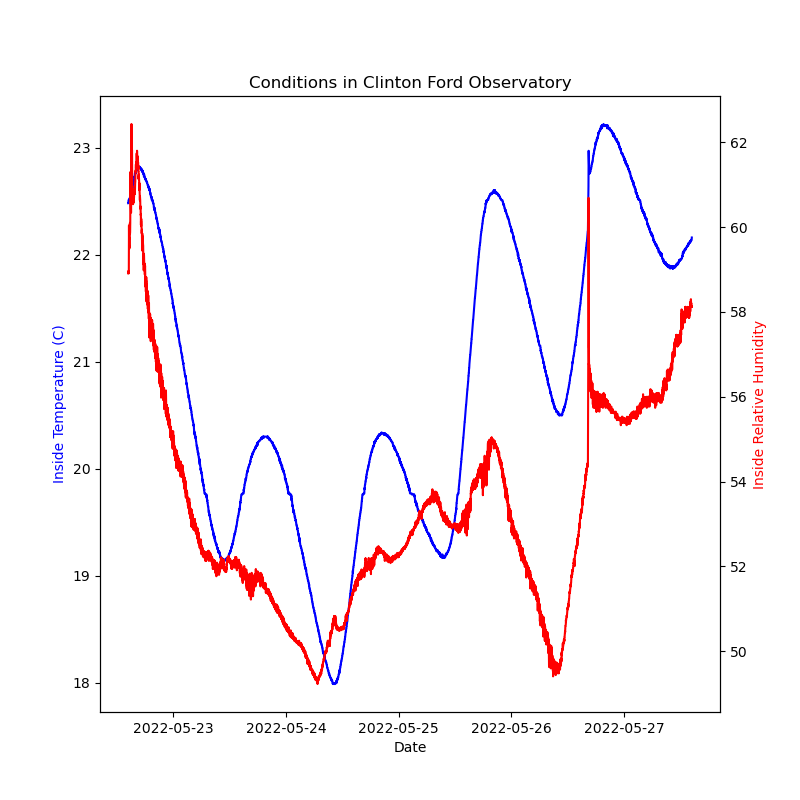 Conditions in Clinton Ford Observatory
23
22
21
20
19
18
Inside Temperature (C)
62
60
58
56
54
52
50
Inside Relative Humidity
2022-05-23 2022-05-24 2022-05-25 2022-05-26 2022-05-27
Date